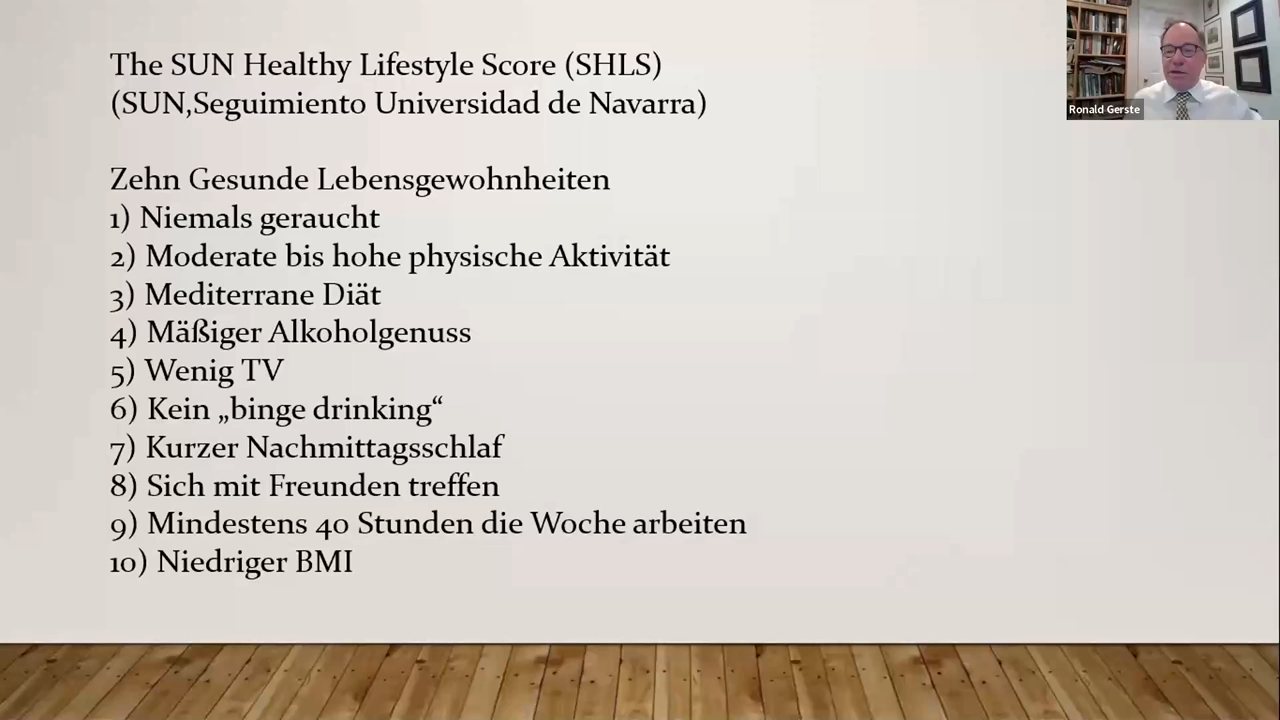 The SUN Healthy Lifestyle Score (SHLS)
(SUN,Seguimiento Universidad de Navarra)
Zehn Gesunde Lebensgewohnheiten
1) Niemals geraucht
2) Moderate bis hohe physische Aktivität
3) Mediterrane Diät
4) Mäßiger Alkoholgenuss
5) Wenig TV
6) Kein „binge drinking“
7) Kurzer Nachmittagsschlaf
8) Sich mit Freunden treffen
9) Mindestens 40 Stunden die Woche arbeiten
10) Niedriger BMI
Ronald Gerste